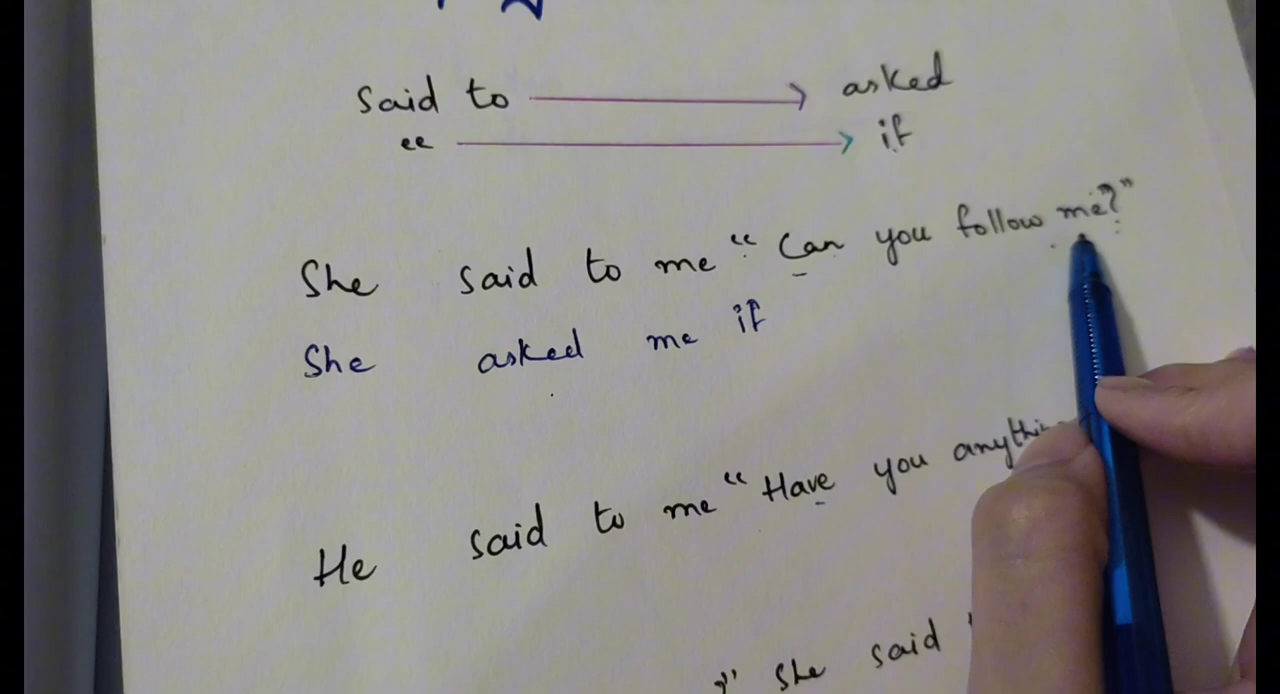 said to → asked
“ → if
She said to me “ Can you follow me?”
She asked me if
He said to me “ Have you
” She said